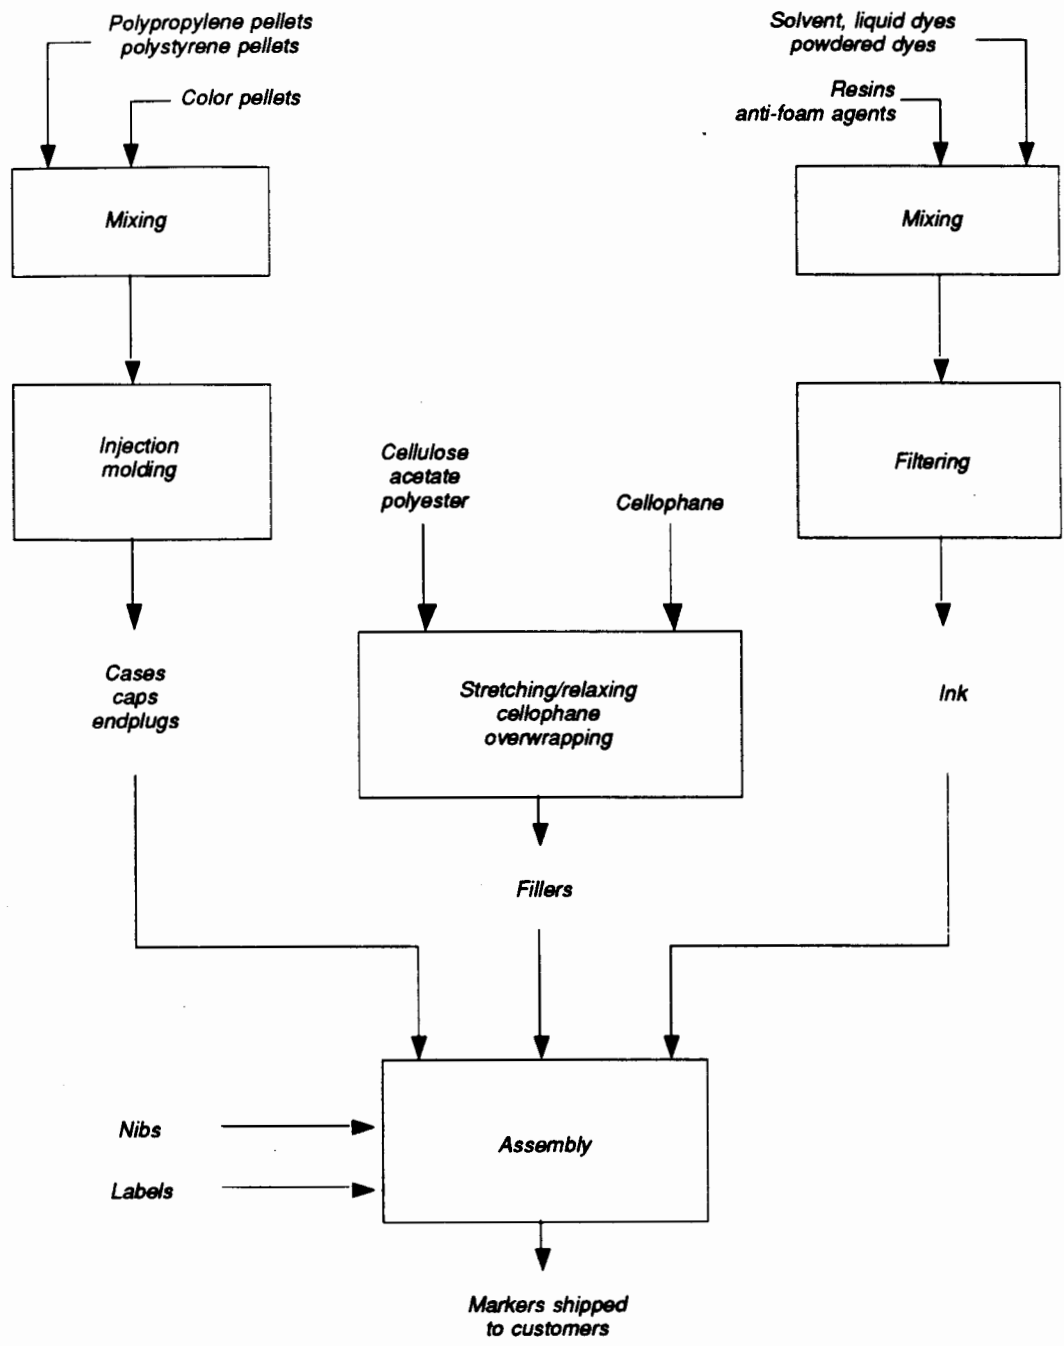 Polypropylene pellets
polystyrene pellets
Color pellets
Solvent, liquid dyes
powdered dyes
Resins
anti-foam agents
Mixing
Mixing
Injection
molding
Filtering
Cellulose
acetate
polyester
Cellophane
Cases
caps
endplugs
Stretching/relaxing
cellophane
overwrapping
Ink
Fillers
Nibs
Labels
Assembly
Markers shipped
to customers